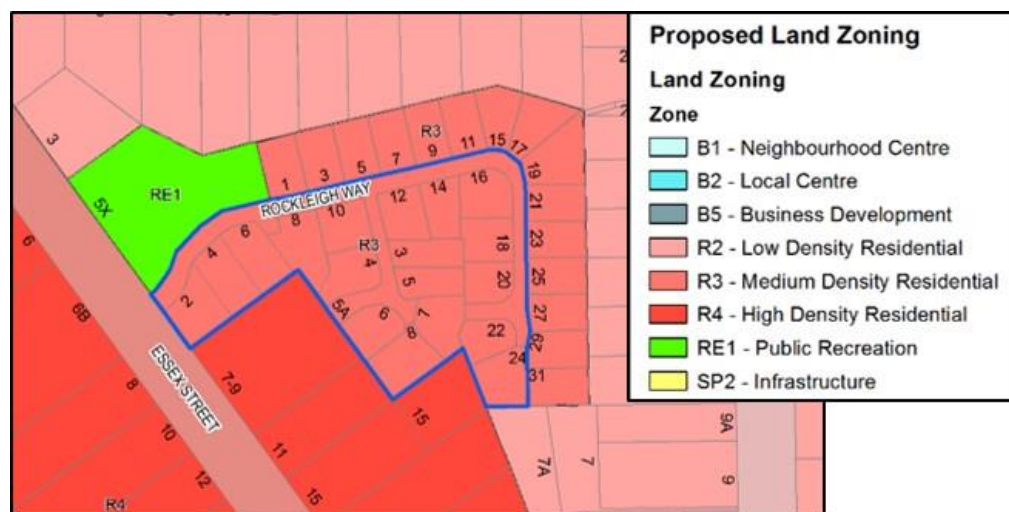 Proposed Land Zoning
Land Zoning
Zone
B1 - Neighbourhood Centre
B2 - Local Centre
B5 - Business Development
R2 - Low Density Residential
R3 - Medium Density Residential
R4 - High Density Residential
RE1 - Public Recreation
SP2 - Infrastructure
3
RE1
5X
R3
1
3
5
7
9
11
15
17
19
21
23
25
27
31
ROCKLEIGH WAY
2
4
6
8
10
12
14
16
18
20
22
24
R3
4
3
5
5A
6
7
8
6
6B
ESSEX STREET
7-9
8
10
11
12
15
15
R4
7A
7
9A
9